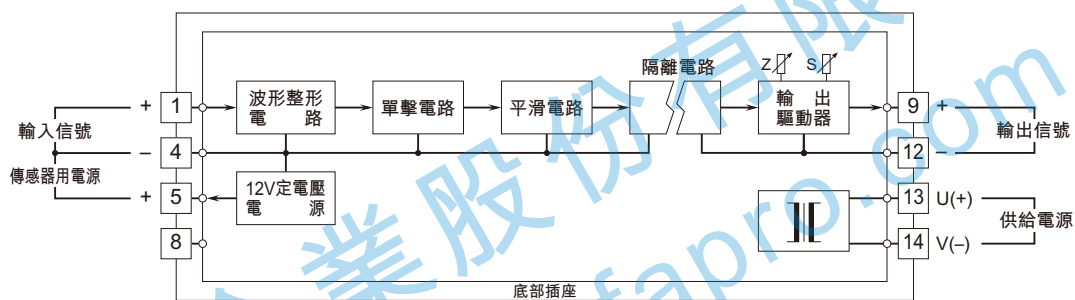 隔離電路
Z
S
+
1
波形整形
電 路
單擊電路
平滑電路
輸 出
驅動器
9
+
輸入信號
輸出信號
–
4
12
–
傳感器用電源
+
5
12V定電壓
電 源
13
U(+)
供給電源
8
14
V(–)
底部插座
業股份有限
fapro.com